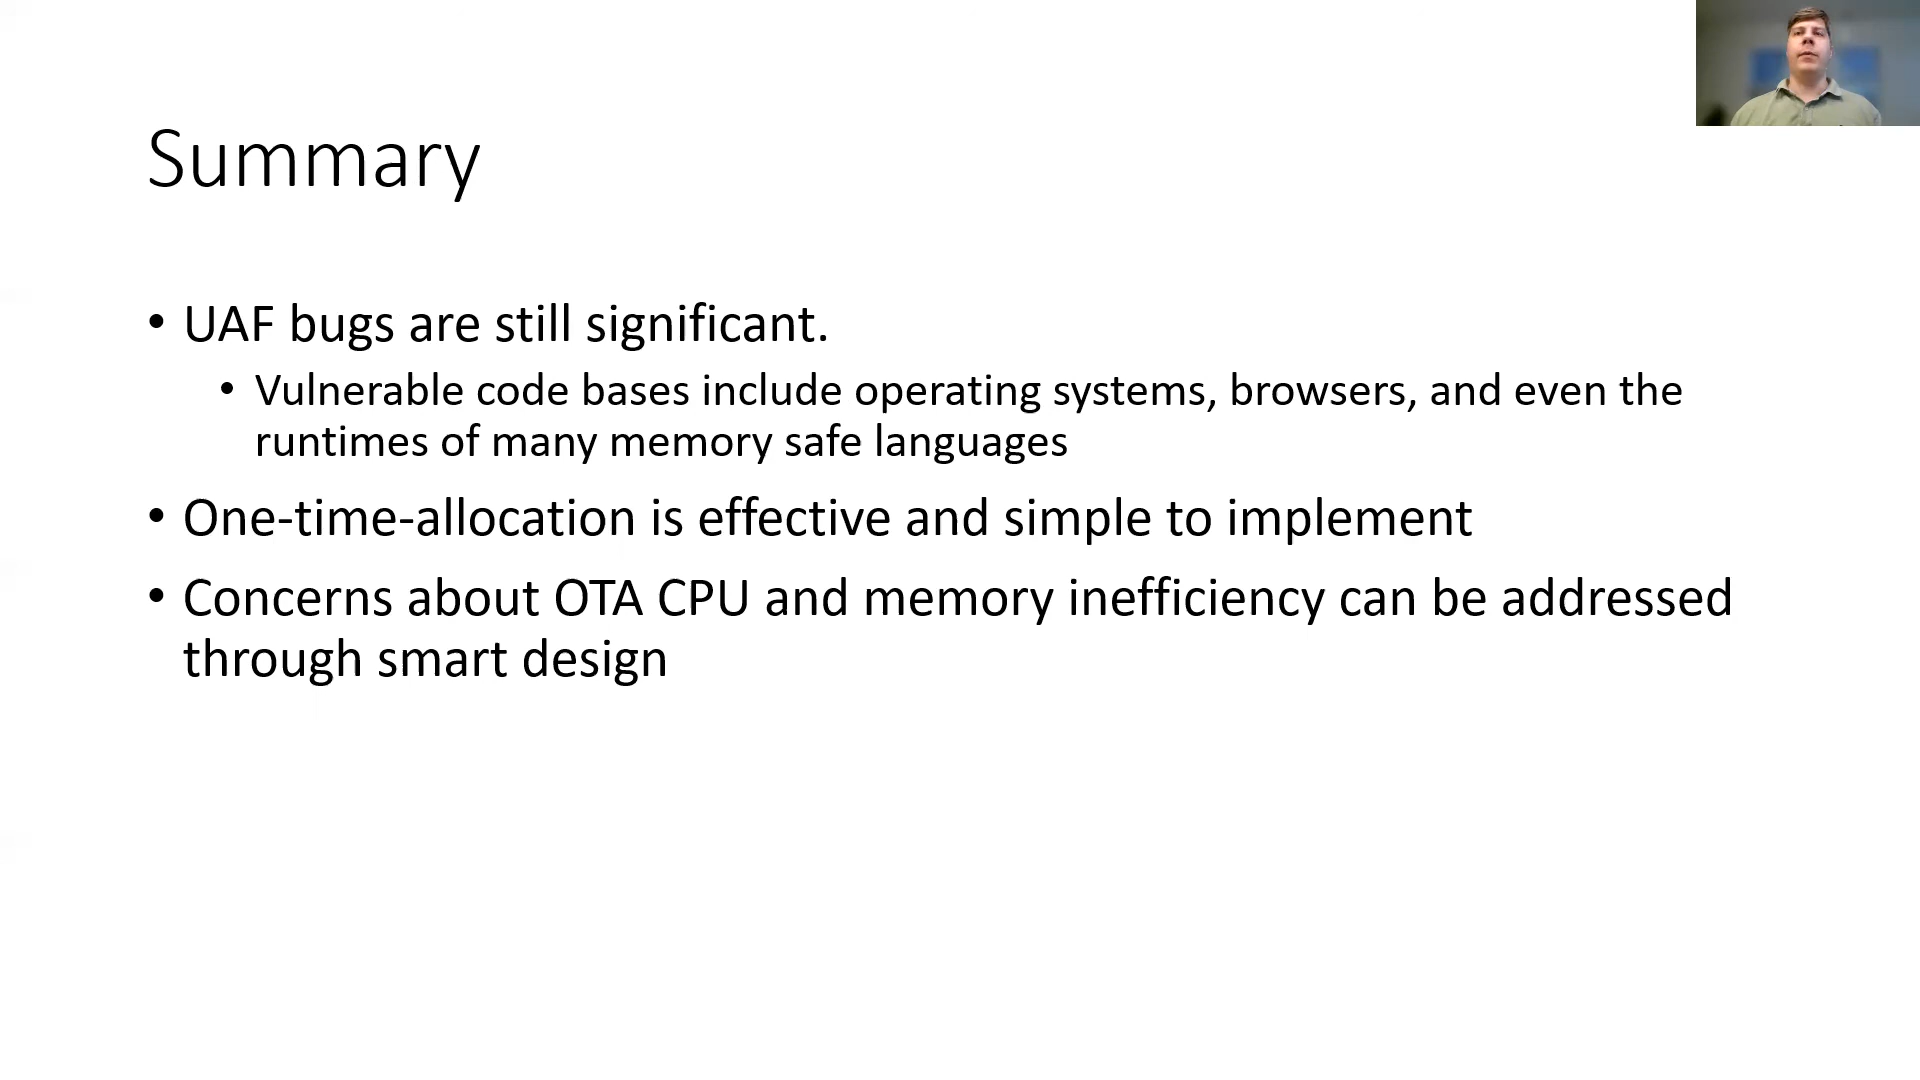 Summary
• UAF bugs are still significant.
• Vulnerable code bases include operating systems, browsers, and even the
runtimes of many memory safe languages
• One-time-allocation is effective and simple to implement
• Concerns about OTA CPU and memory inefficiency can be addressed
through smart design